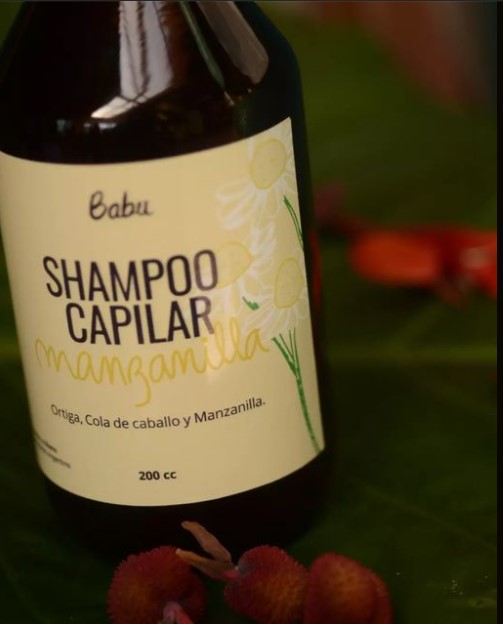 Babu
SHAMPOO
CAPILAR
manzanilla
Ortiga, Cola de caballo y Manzanilla.
200 cc